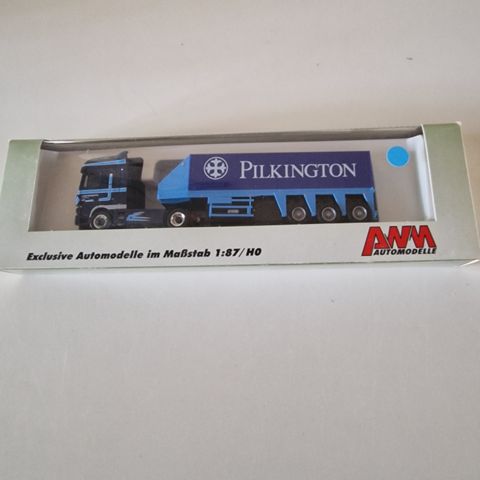 PILKINGTON
Exclusive Automodelle im Maßstab 1:87/H0
AWM
AUTOMODELLE